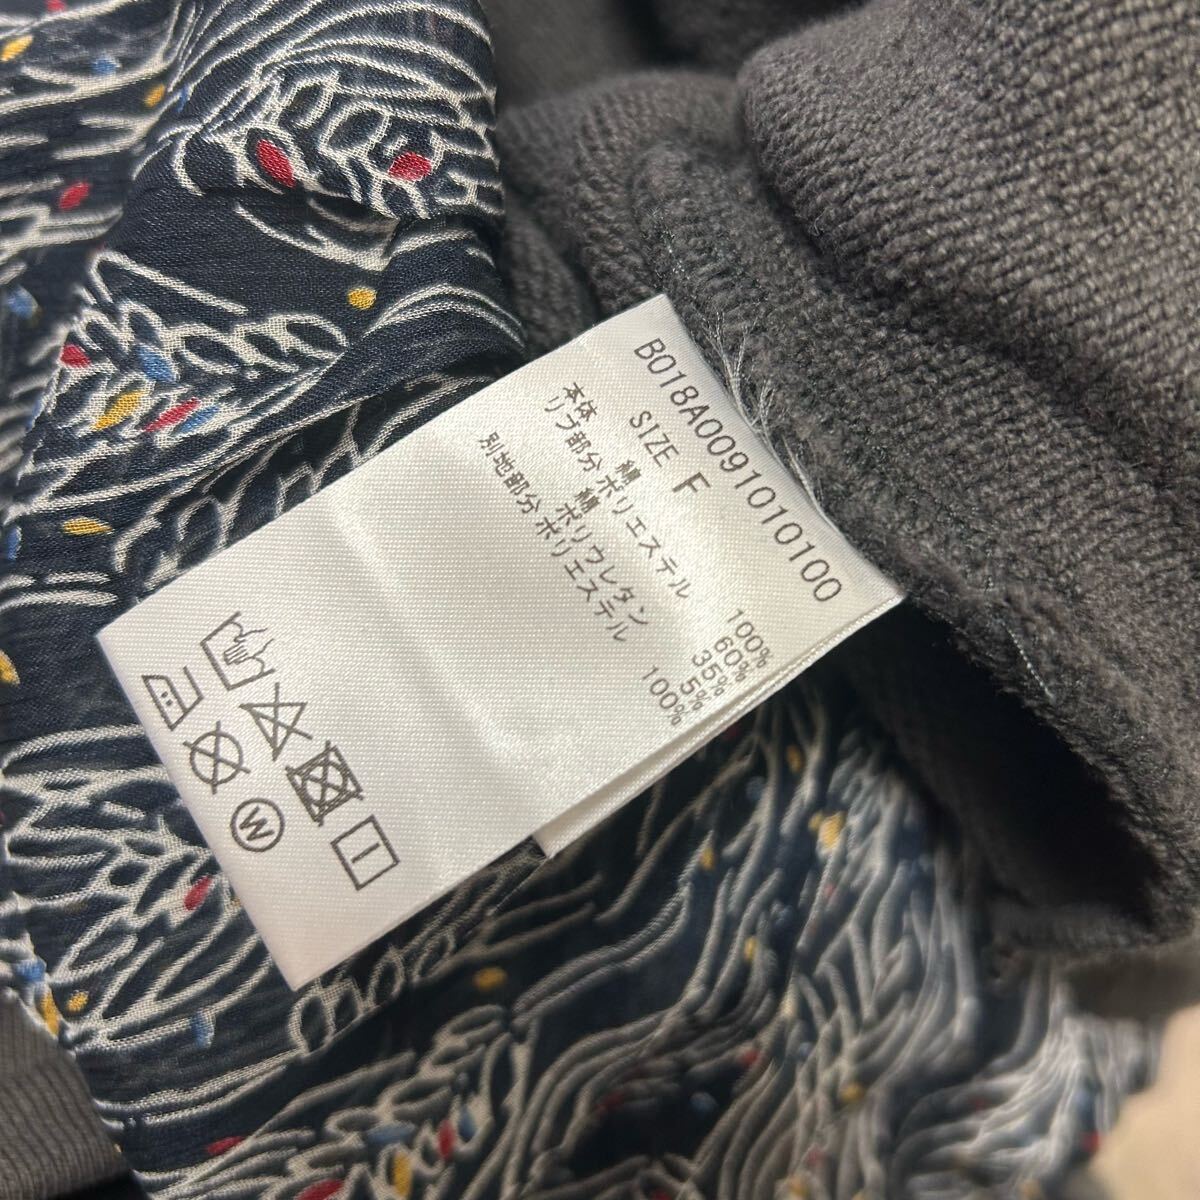 B018A00910101００
SIZE F
本体 綿 100%
リブ部分 ポリエステル 60%
綿 35%
ポリウレタン 5%
別地部分 ポリエステル 100%
W